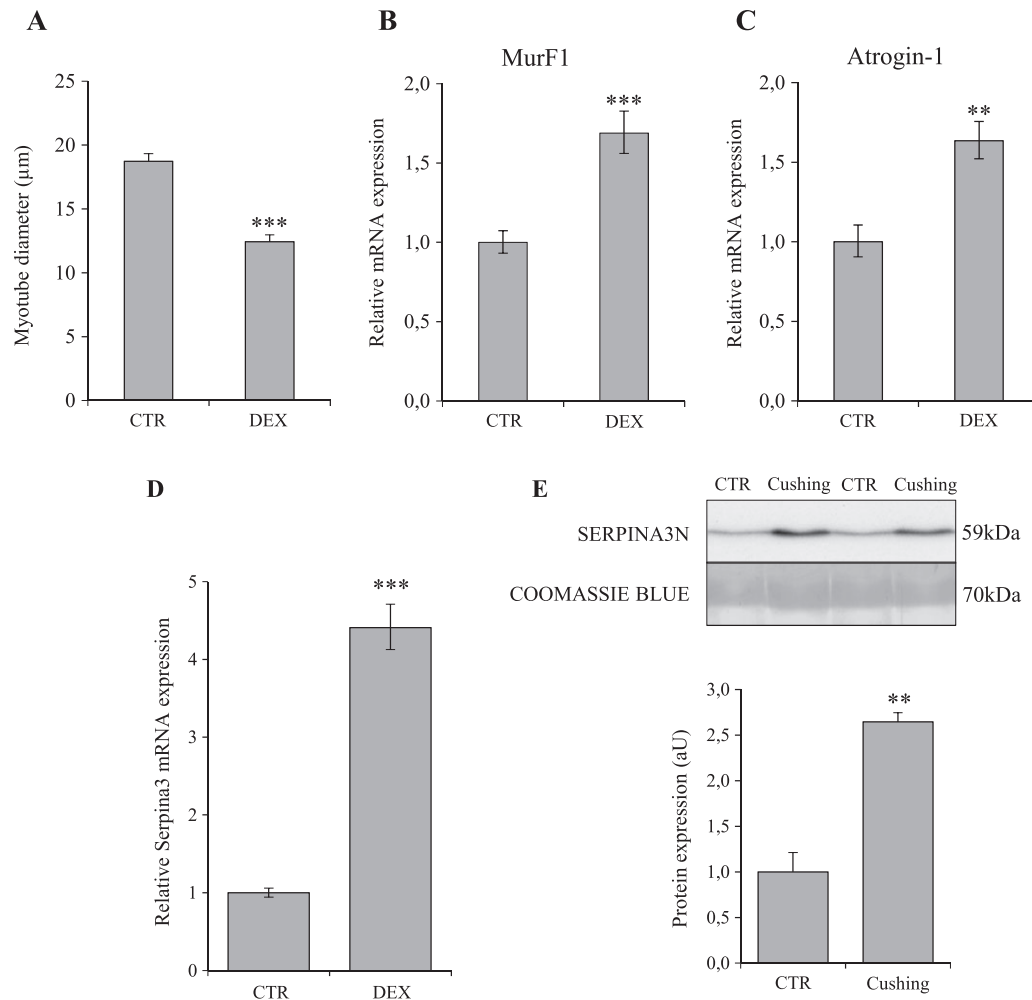 A
Myotube diameter (µm)
25
20
15
10
5
0
***
CTR
DEX
B
MurF1
Relative mRNA expression
2,0
1,5
1,0
0,5
0,0
***
CTR
DEX
C
Atrogin-1
Relative mRNA expression
2,0
1,5
1,0
0,5
0,0
**
CTR
DEX
D
Relative Serpina3 mRNA expression
5
4
3
2
1
0
***
CTR
DEX
E
CTR Cushing CTR Cushing
SERPINA3N 59kDa
COOMASSIE BLUE 70kDa
Protein expression (aU)
3,0
2,5
2,0
1,5
1,0
0,5
0,0
**
CTR
Cushing